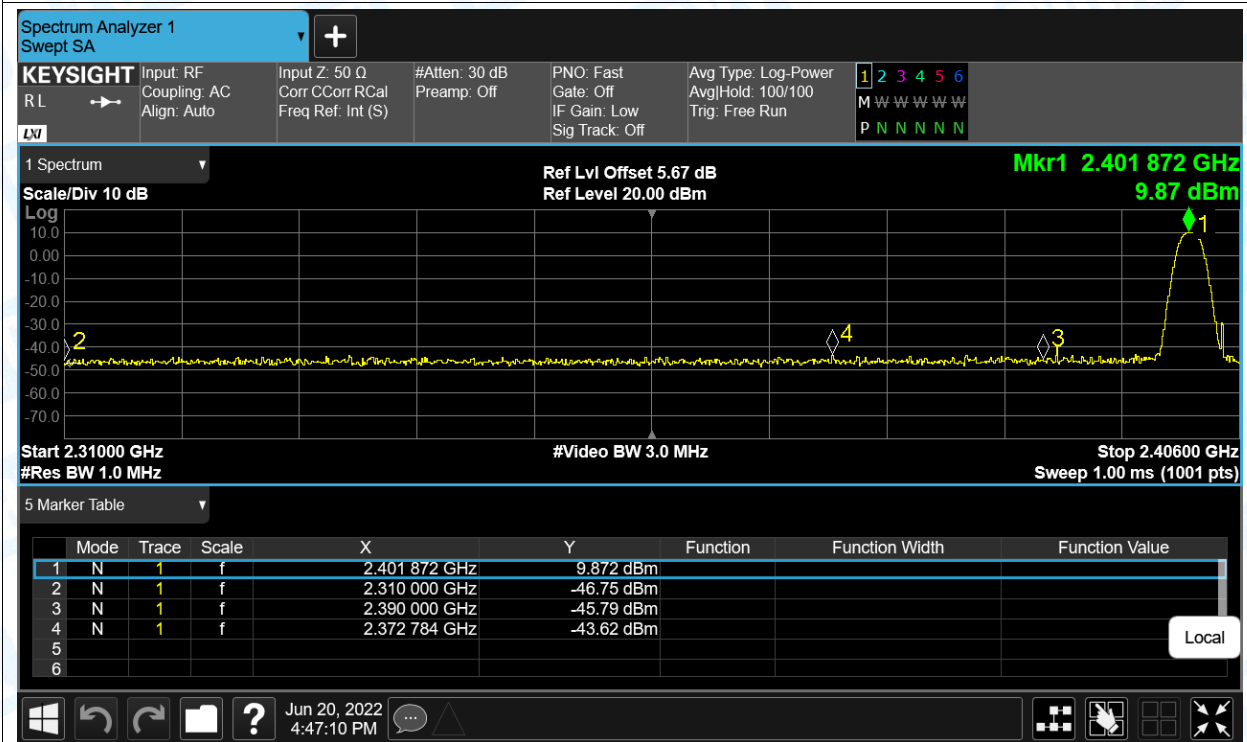 Spectrum Analyzer 1
Swept SA
+
KEYSIGHT Input: RF Input Z: 50 Ω #Atten: 30 dB PNO: Fast Avg Type: Log-Power 1 2 3 4 5 6
R L Coupling: AC Corr CCorr RCal Preamp: Off Gate: Off Avg|Hold: 100/100 M W W W W W W
Align: Auto Freq Ref: Int (S) IF Gain: Low Trig: Free Run
LXI Sig Track: Off P N N N N N
1 Spectrum Ref Lvl Offset 5.67 dB Mkr1 2.401 872 GHz
Scale/Div 10 dB Ref Level 20.00 dBm 9.87 dBm
Log
1
10.0
0.00
-10.0
-20.0
-30.0
2 4 3
-40.0
-50.0
-60.0
-70.0
Start 2.31000 GHz #Video BW 3.0 MHz Stop 2.40600 GHz
#Res BW 1.0 MHz Sweep 1.00 ms (1001 pts)
5 Marker Table
Mode Trace Scale X Y Function Function Width Function Value
1 N 1 f 2.401 872 GHz 9.872 dBm
2 N 1 f 2.310 000 GHz -46.75 dBm
3 N 1 f 2.390 000 GHz -45.79 dBm
4 N 1 f 2.372 784 GHz -43.62 dBm
5
6
Local
? Jun 20, 2022
4:47:10 PM